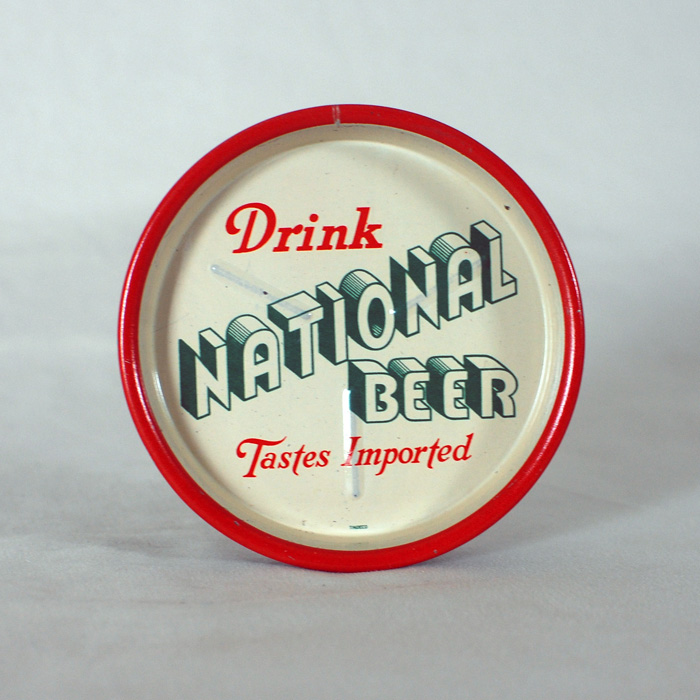 Drink
NATIONAL
BEER
Tastes Imported